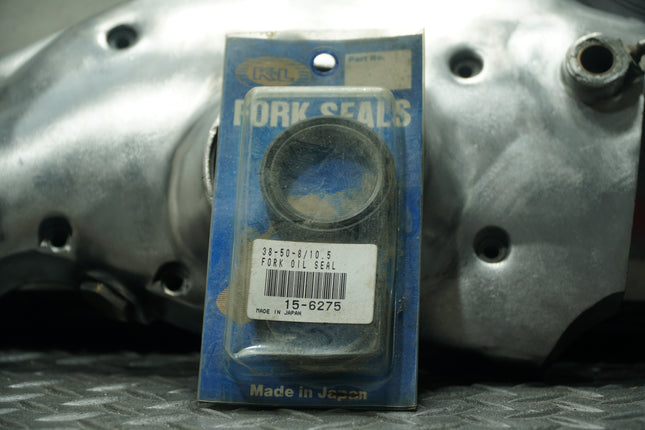 K&L
Part No.
FORK SEALS
38-50-8/10.5
FORK OIL SEAL
15-6275
MADE IN JAPAN
Made in Japan